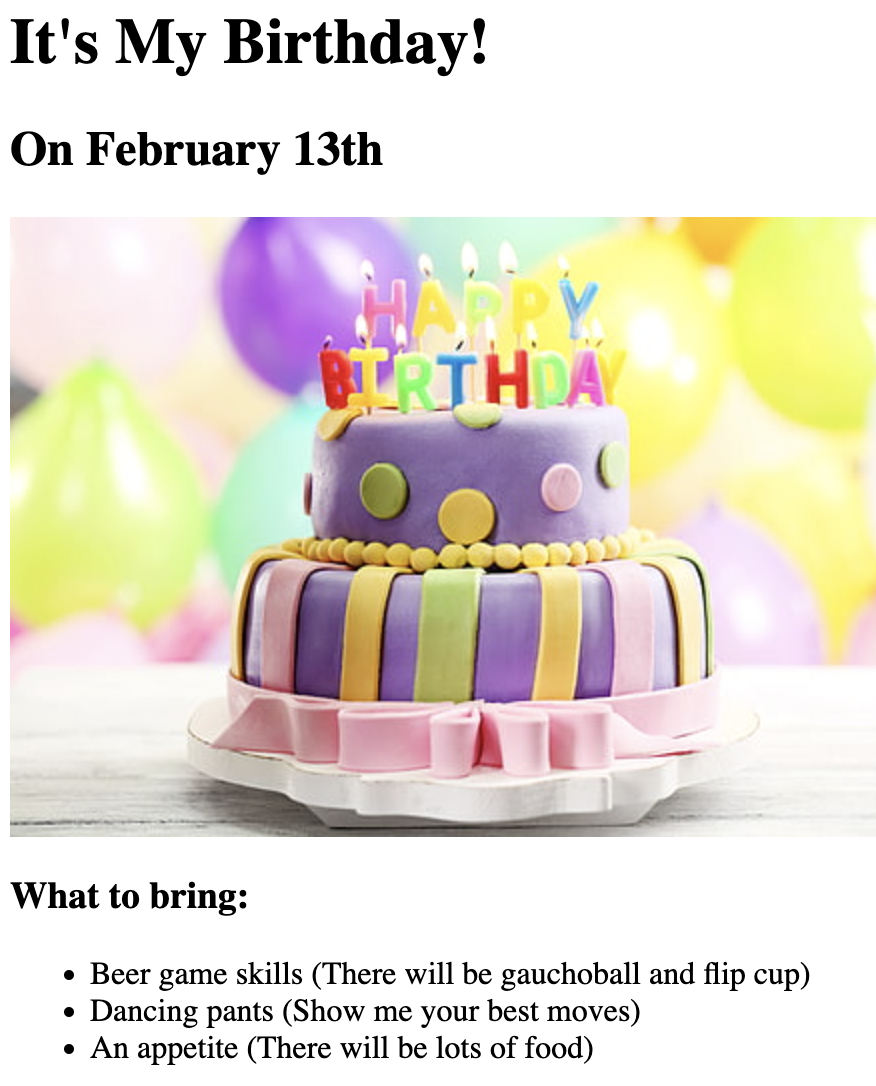 It's My Birthday!
On February 13th
HAPPY
BIRTHDAY
What to bring:
Beer game skills (There will be gauchoball and flip cup)
Dancing pants (Show me your best moves)
An appetite (There will be lots of food)